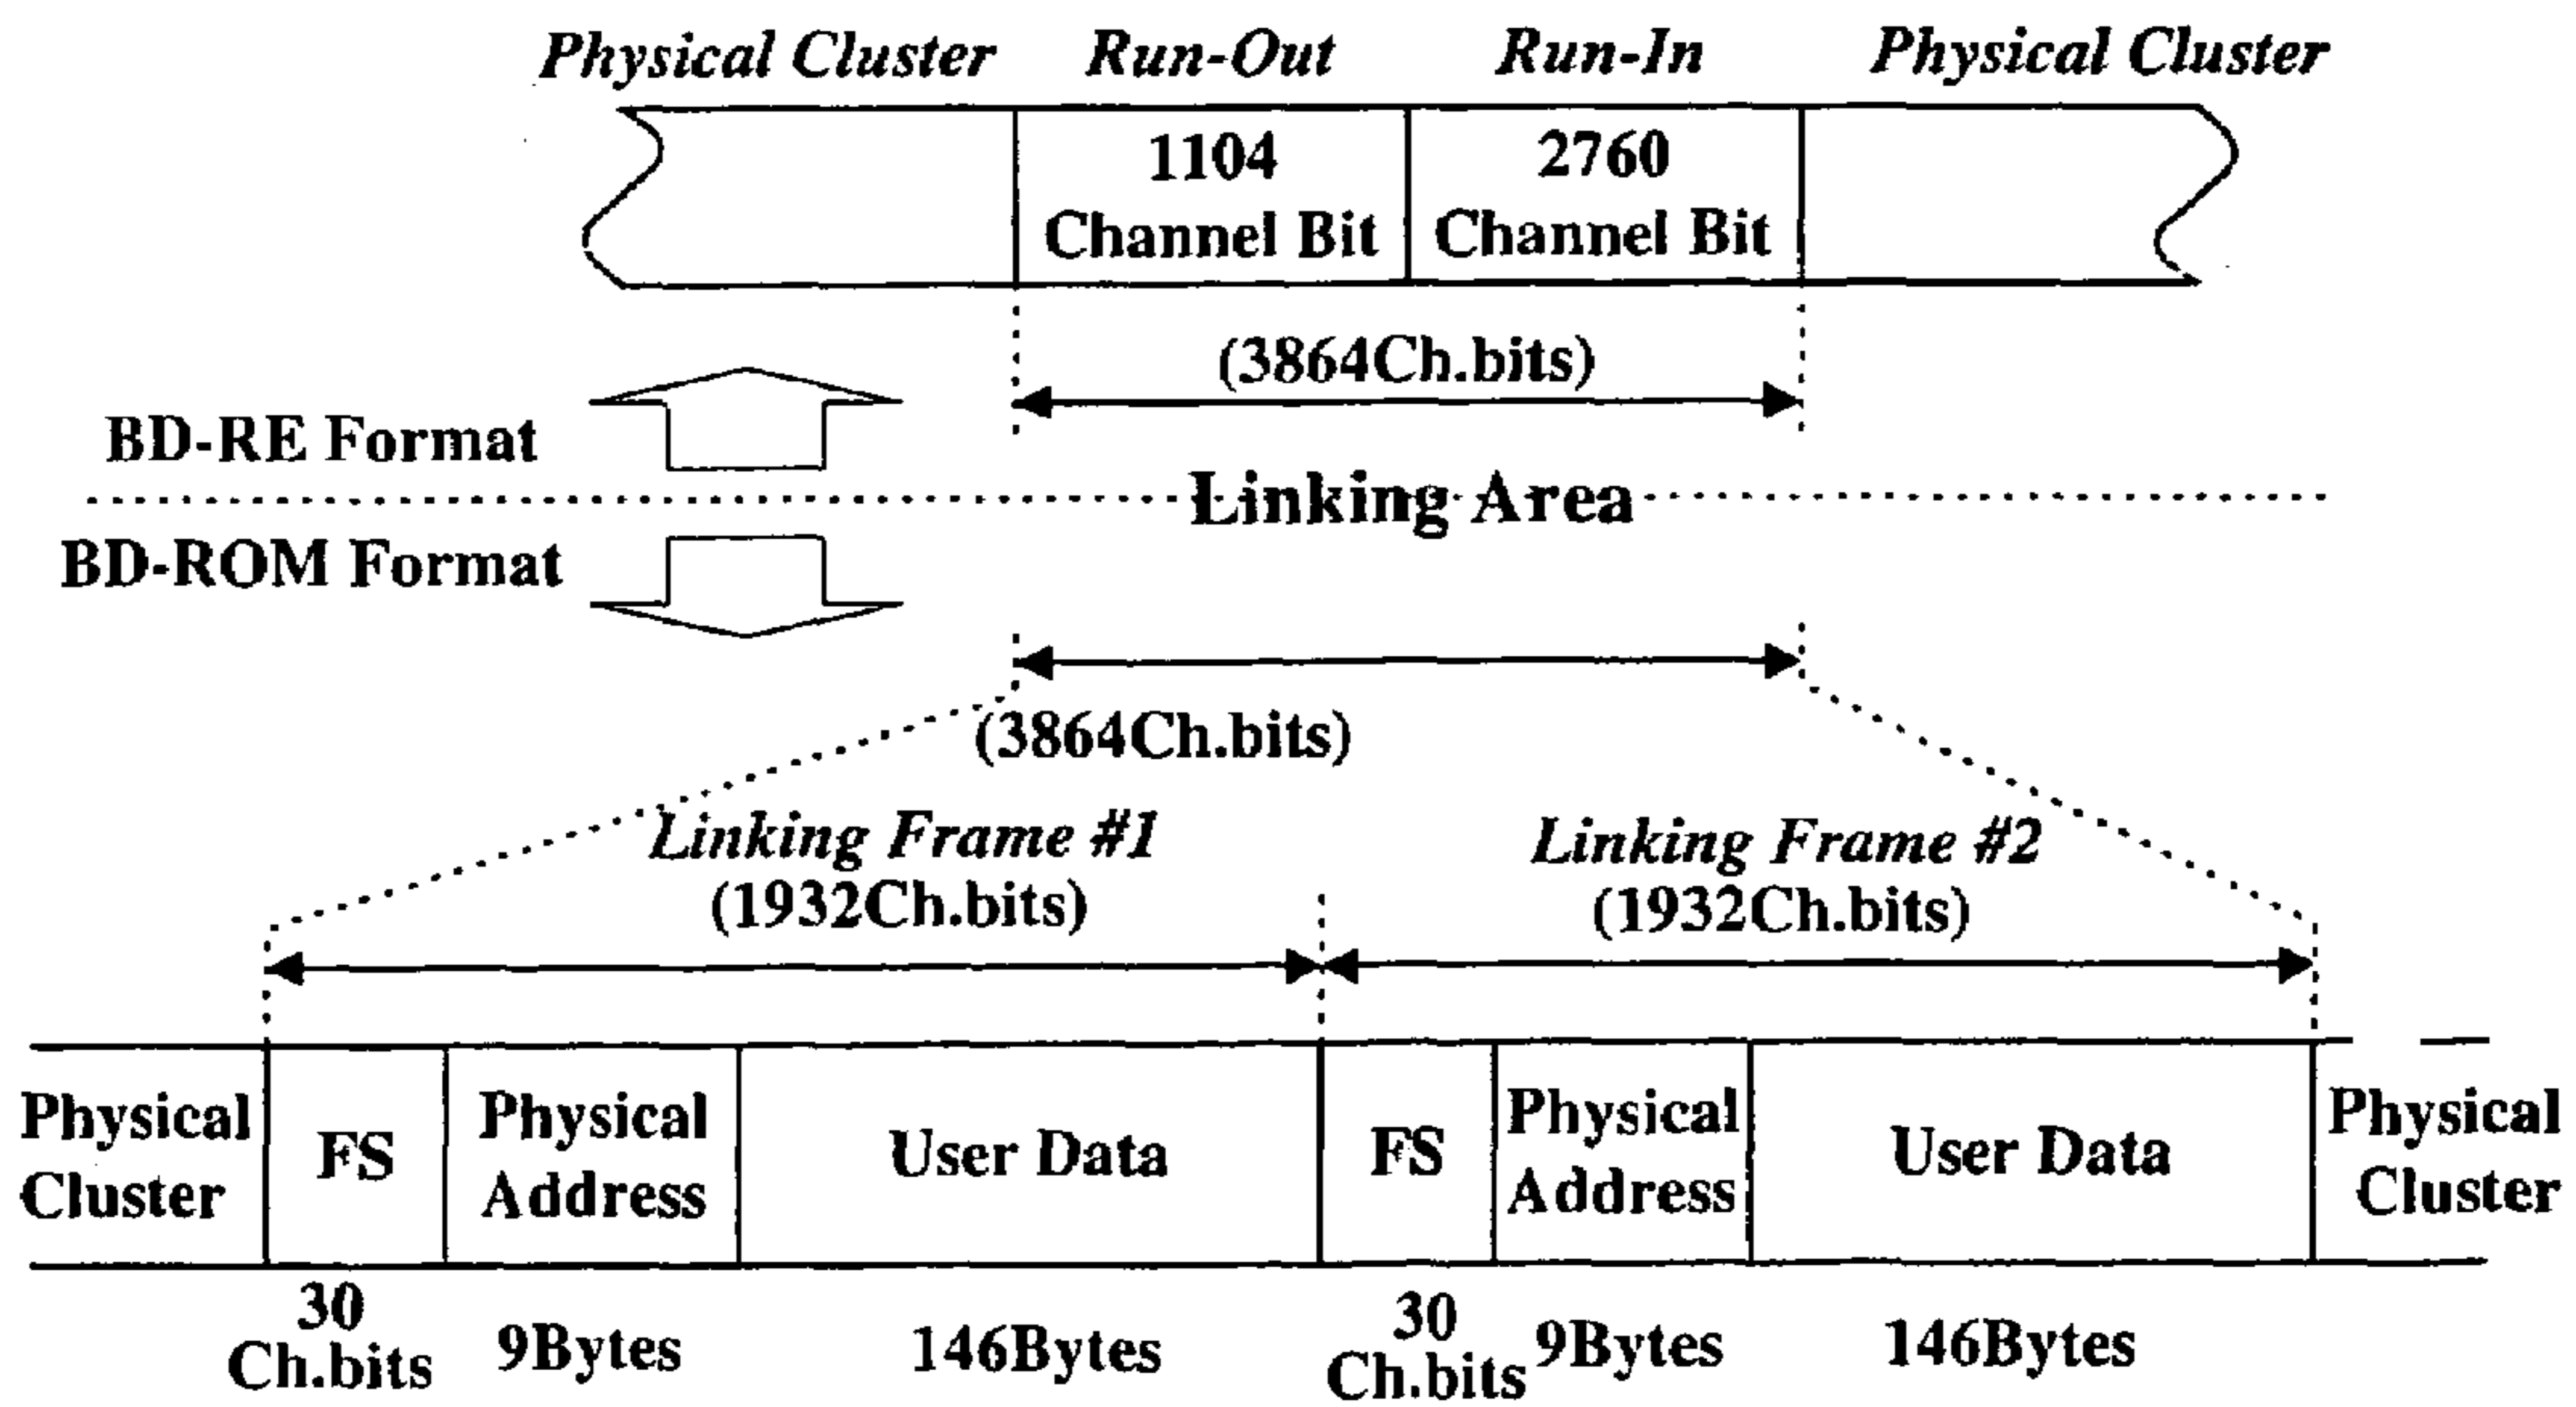 Physical Cluster Run-Out Run-In Physical Cluster
1104 2760
Channel Bit Channel Bit
(3864Ch.bits)
BD-RE Format
Linking Area
BD-ROM Format
(3864Ch.bits)
Linking Frame #1 Linking Frame #2
(1932Ch.bits) (1932Ch.bits)
Physical Cluster
FS
Physical Address
User Data
FS
Physical Address
User Data
Physical Cluster
30 Ch.bits
9Bytes
146Bytes
30 Ch.bits
9Bytes
146Bytes